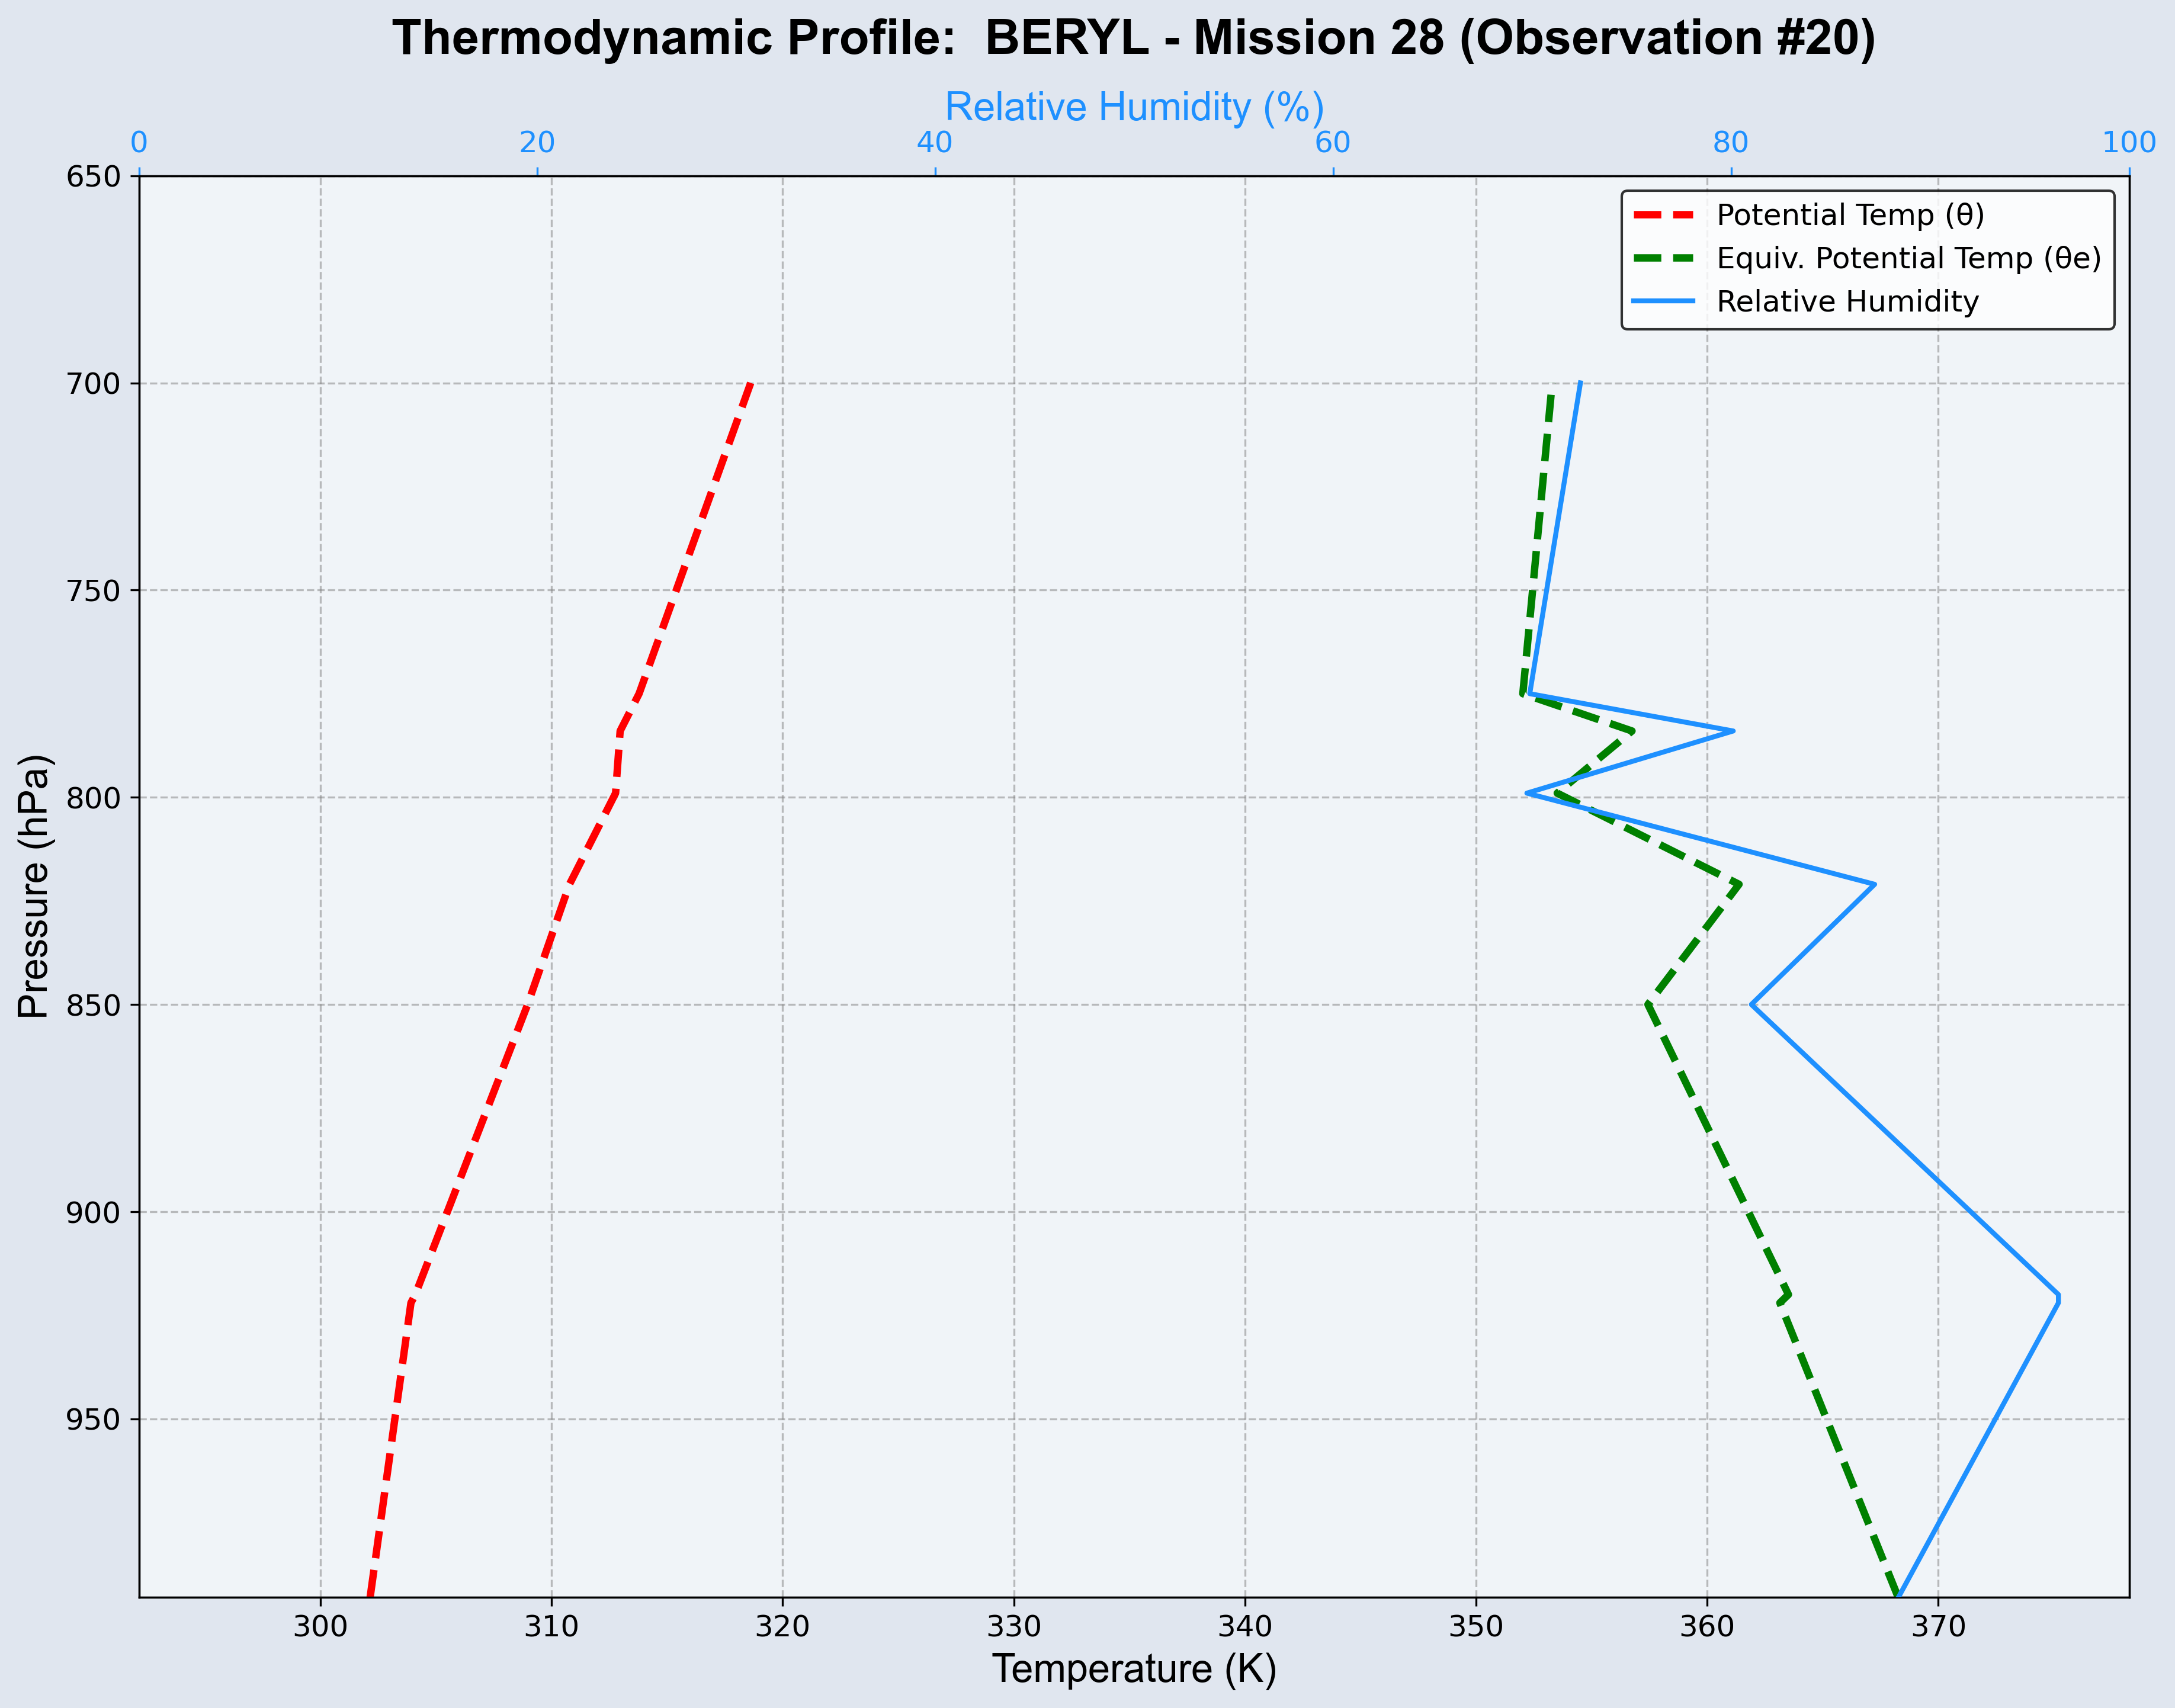 Thermodynamic Profile:  BERYL - Mission 28 (Observation #20)
Relative Humidity (%)
0 20 40 60 80 100
Potential Temp (θ)
Equiv. Potential Temp (θe)
Relative Humidity
650
700
750
800
850
900
950
Pressure (hPa)
300 310 320 330 340 350 360 370
Temperature (K)